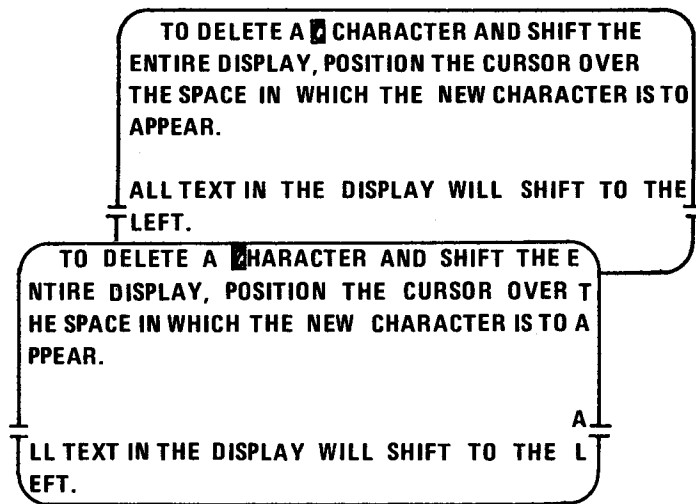 TO DELETE A C CHARACTER AND SHIFT THE
ENTIRE DISPLAY, POSITION THE CURSOR OVER
THE SPACE IN WHICH THE NEW CHARACTER IS TO
APPEAR.
ALL TEXT IN THE DISPLAY WILL SHIFT TO THE
LEFT.
TO DELETE A CHARACTER AND SHIFT THE E
NTIRE DISPLAY, POSITION THE CURSOR OVER T
HE SPACE IN WHICH THE NEW CHARACTER IS TO A
PPEAR.
A
LL TEXT IN THE DISPLAY WILL SHIFT TO THE L
EFT.